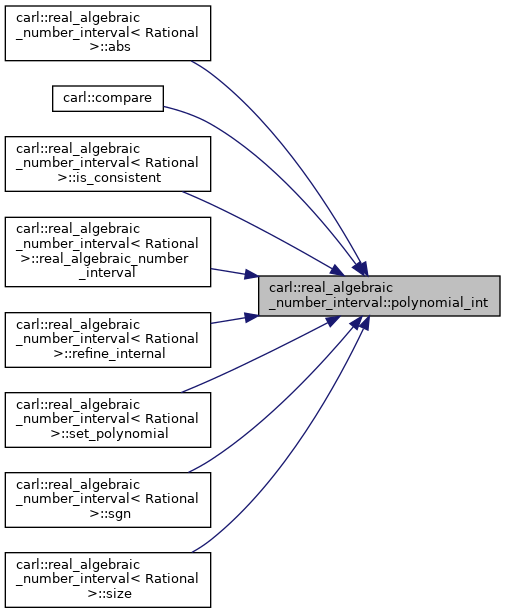 carl::real_algebraic
_number_interval< Rational
>::abs
carl::compare
carl::real_algebraic
_number_interval< Rational
>::is_consistent
carl::real_algebraic
_number_interval< Rational
>::real_algebraic_number
_interval
carl::real_algebraic
_number_interval::polynomial_int
carl::real_algebraic
_number_interval< Rational
>::refine_internal
carl::real_algebraic
_number_interval< Rational
>::set_polynomial
carl::real_algebraic
_number_interval< Rational
>::sgn
carl::real_algebraic
_number_interval< Rational
>::size